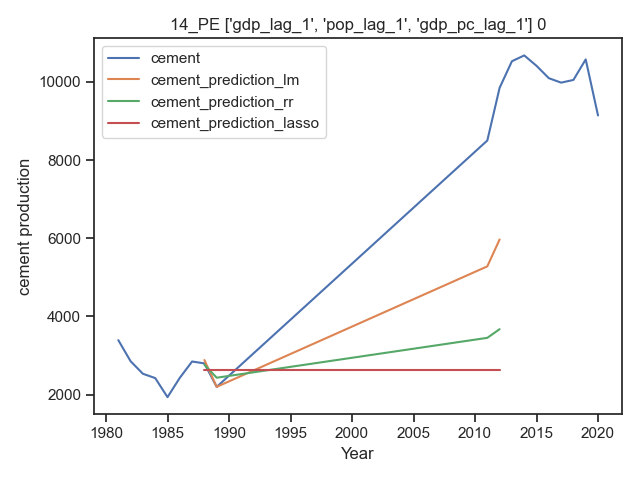 14_PE ['gdp_lag_1', 'pop_lag_1', 'gdp_pc_lag_1'] 0
cement
cement_prediction_lm
cement_prediction_rr
cement_prediction_lasso
cement production
10000
8000
6000
4000
2000
1980 1985 1990 1995 2000 2005 2010 2015 2020
Year